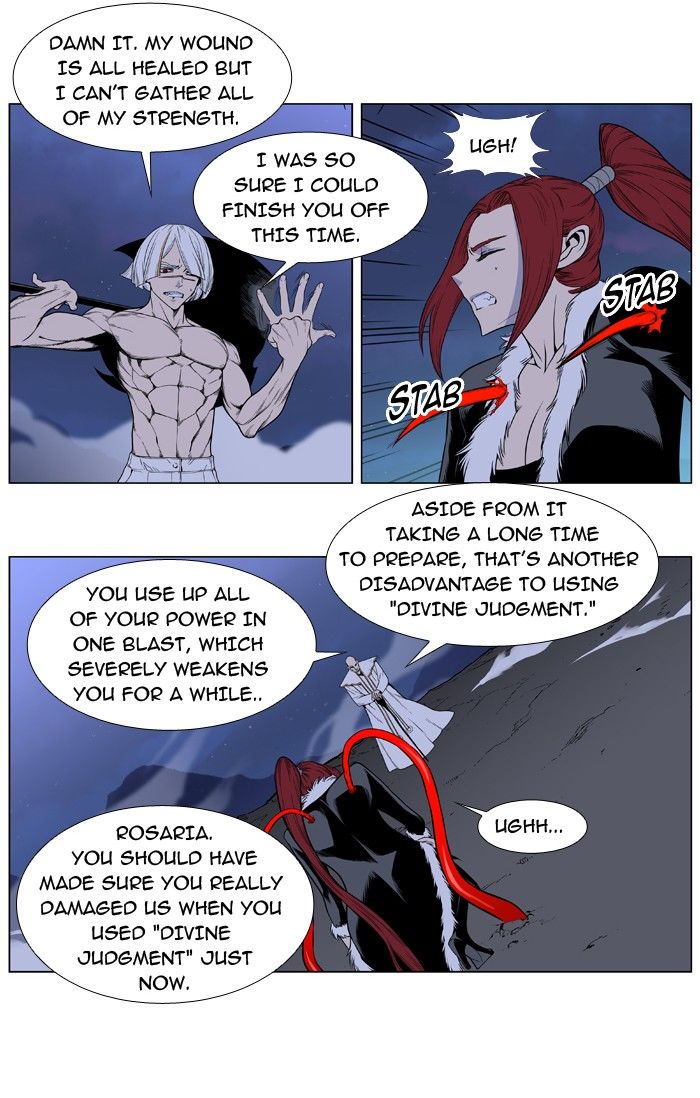 DAMN IT. MY WOUND
IS ALL HEALED BUT
I CAN'T GATHER ALL
OF MY STRENGTH.
I WAS SO
SURE I COULD
FINISH YOU OFF
THIS TIME.
UGH!
STAB
STAB
ASIDE FROM IT
TAKING A LONG TIME
TO PREPARE, THAT'S ANOTHER
DISADVANTAGE TO USING
"DIVINE JUDGMENT."
YOU USE UP ALL
OF YOUR POWER IN
ONE BLAST, WHICH
SEVERELY WEAKENS
YOU FOR A WHILE..
UGHH...
ROSARIA.
YOU SHOULD HAVE
MADE SURE YOU REALLY
DAMAGED US WHEN YOU
USED "DIVINE
JUDGMENT" JUST
NOW.